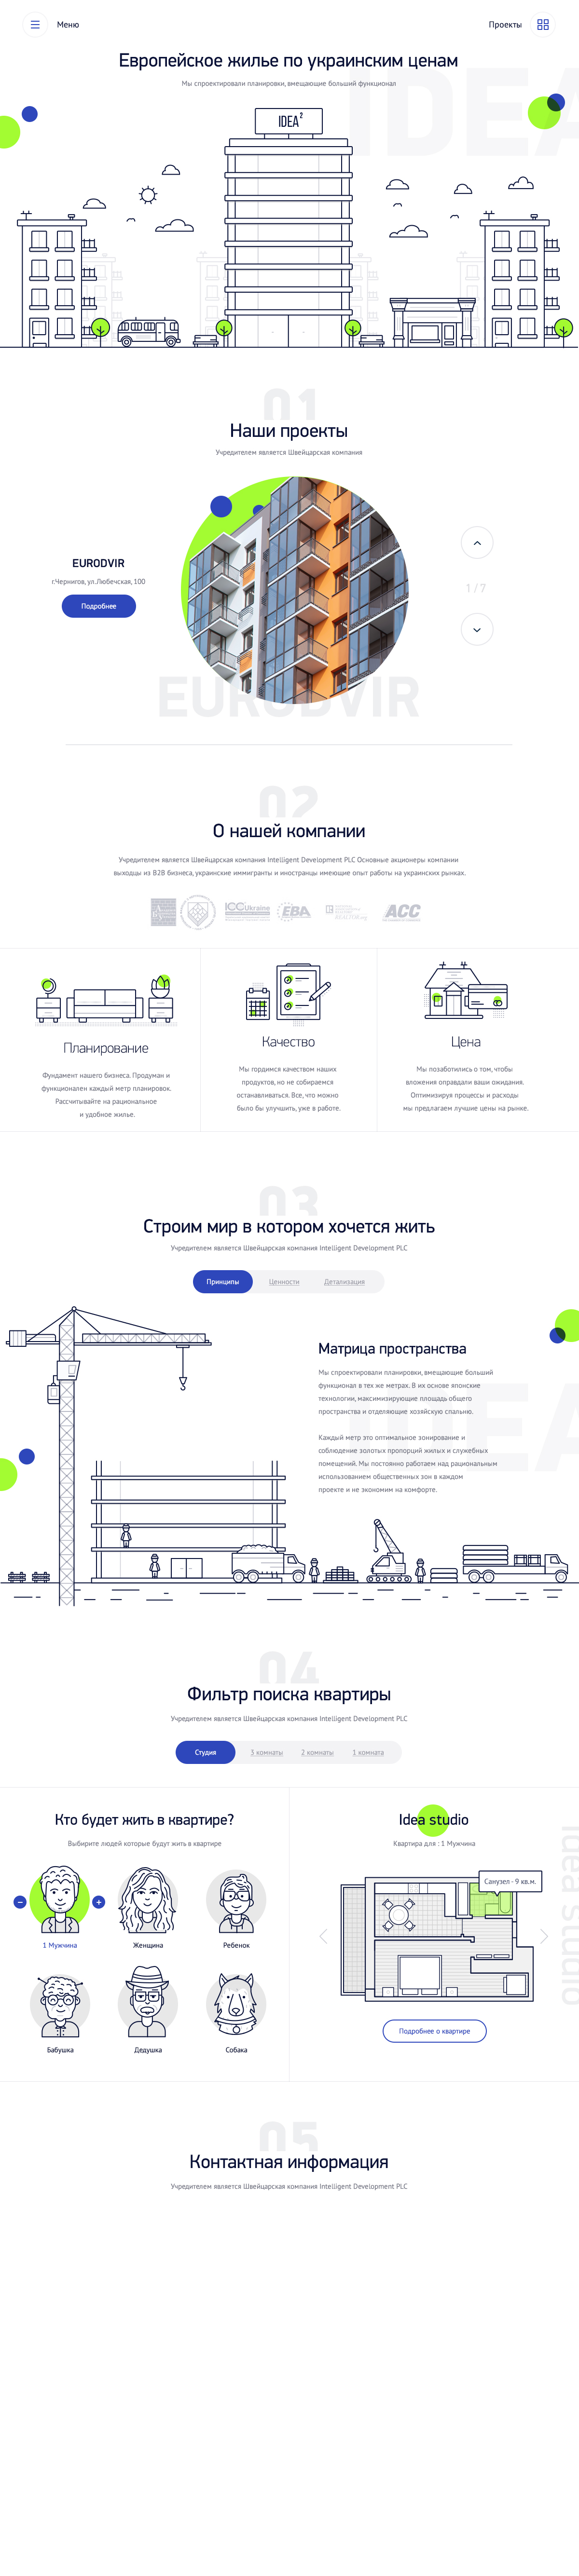 Меню
Проекты
Европейское жилье по украинским ценам
Мы спроектировали планировки, вмещающие больший функционал
IDEA
IDEA²
01
Наши проекты
Учредителем является Швейцарская компания
EURODVIR
г.Чернигов, ул.Любечская, 100
Подробнее
1 / 7
EURODVIR
02
О нашей компании
Учредителем является Швейцарская компания Intelligent Development PLC Основные акционеры компании
выходцы из B2B бизнеса, украинские иммигранты и иностранцы имеющие опыт работы на украинских рынках.
ICC Ukraine
EBA
REALTOR.org
ACC
Планирование
Фундамент нашего бизнеса. Продуман и
функционален каждый метр планировок.
Рассчитывайте на рациональное
и удобное жилье.
Качество
Мы гордимся качеством наших
продуктов, но не собираемся
останавливаться. Все, что можно
было бы улучшить, уже в работе.
Цена
Мы позаботились о том, чтобы
вложения оправдали ваши ожидания.
Оптимизируя процессы и расходы
мы предлагаем лучшие цены на рынке.
03
Строим мир в котором хочется жить
Учредителем является Швейцарская компания Intelligent Development PLC
Принципы
Ценности
Детализация
Матрица пространства
Мы спроектировали планировки, вмещающие больший
функционал в тех же метрах. В их основе японские
технологии, максимизирующие площадь общего
пространства и отделяющие хозяйскую спальню.
Каждый метр это оптимальное зонирование и
соблюдение золотых пропорций жилых и служебных
помещений. Мы постоянно работаем над рациональным
использованием общественных зон в каждом
проекте и не экономим на комфорте.
IDEA
04
Фильтр поиска квартиры
Учредителем является Швейцарская компания Intelligent Development PLC
Студия
3 комнаты
2 комнаты
1 комната
Кто будет жить в квартире?
Выбирите людей которые будут жить в квартире
1 Мужчина
Женщина
Ребенок
Бабушка
Дедушка
Собака
Idea studio
Квартира для : 1 Мужчина
Санузел - 9 кв.м.
Idea studio
Подробнее о квартире
05
Контактная информация
Учредителем является Швейцарская компания Intelligent Development PLC